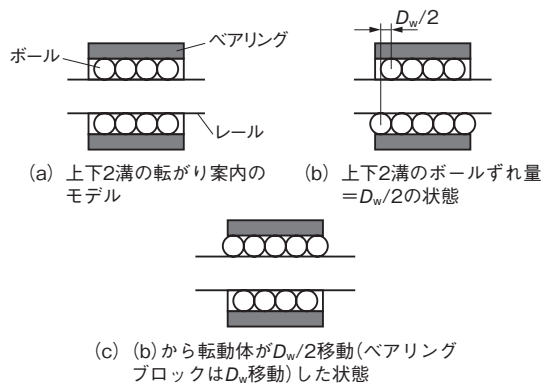 ボール
ベアリング
レール
(a) 上下2溝の転がり案内の
モデル
Dw/2
(b) 上下2溝のボールずれ量
=Dw/2の状態
(c) (b)から転動体がDw/2移動(ベアリング
ブロックはDw移動)した状態